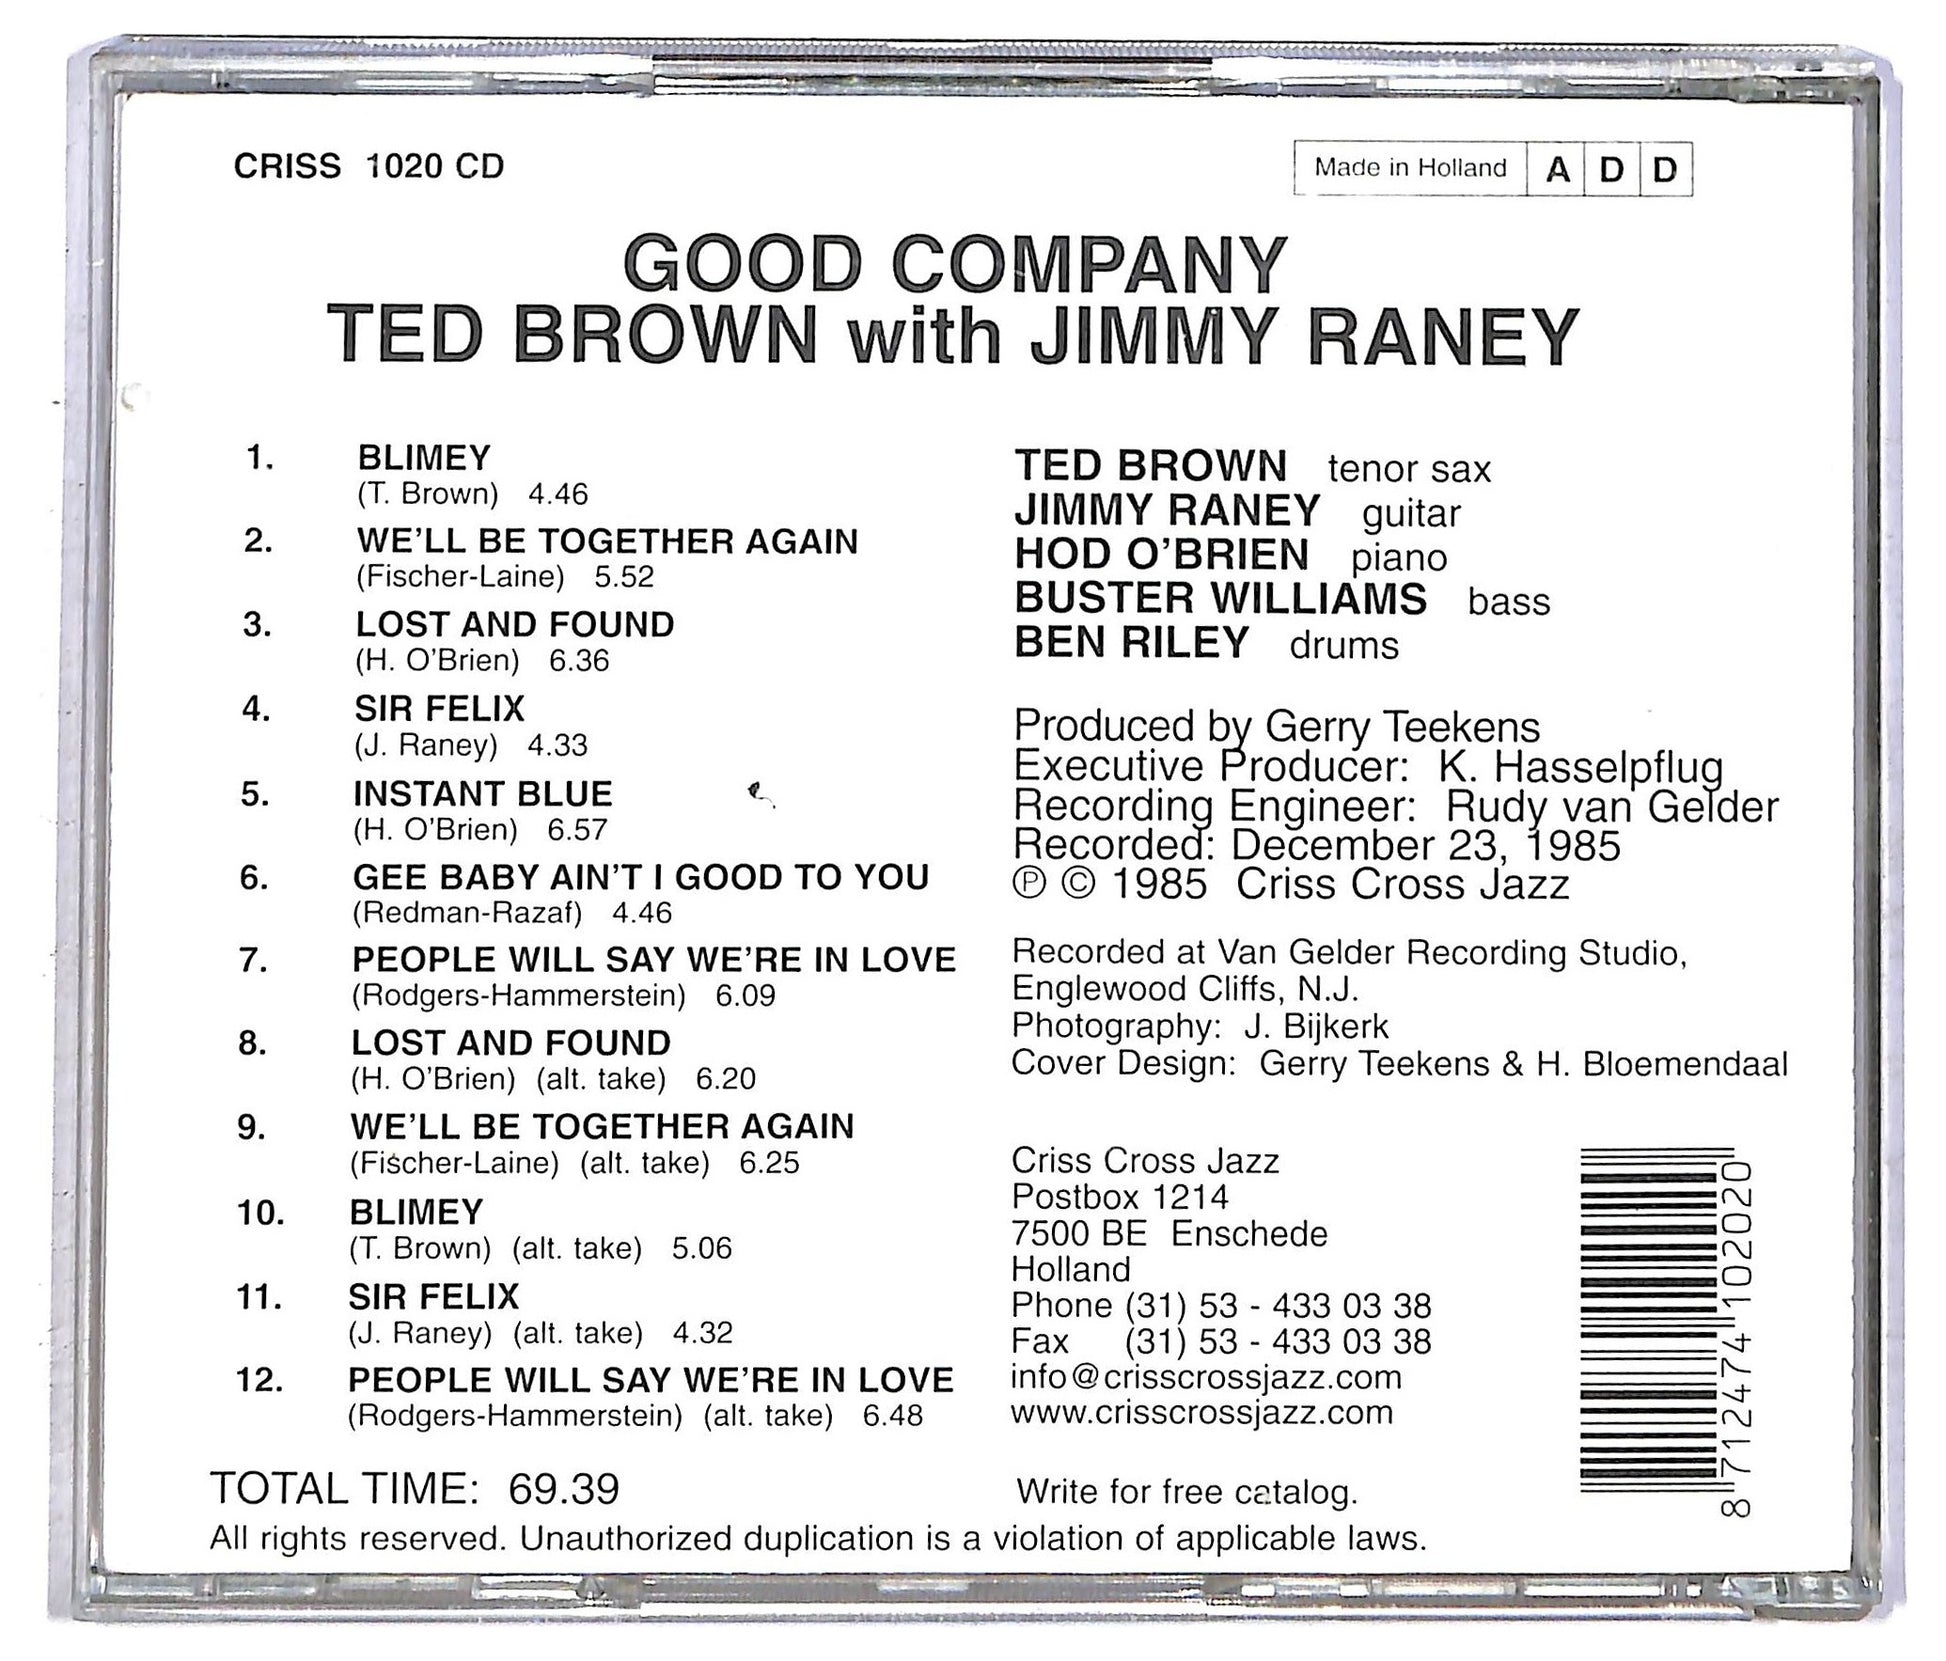 CRISS 1020 CD
Made in Holland A D D
GOOD COMPANY
TED BROWN with JIMMY RANEY
1. BLIMEY
(T. Brown) 4.46
2. WE'LL BE TOGETHER AGAIN
(Fischer-Laine) 5.52
3. LOST AND FOUND
(H. O'Brien) 6.36
4. SIR FELIX
(J. Raney) 4.33
5. INSTANT BLUE
(H. O'Brien) 6.57
6. GEE BABY AIN'T I GOOD TO YOU
(Redman-Razaf) 4.46
7. PEOPLE WILL SAY WE'RE IN LOVE
(Rodgers-Hammerstein) 6.09
8. LOST AND FOUND
(H. O'Brien) (alt. take) 6.20
9. WE'LL BE TOGETHER AGAIN
(Fischer-Laine) (alt. take) 6.25
10. BLIMEY
(T. Brown) (alt. take) 5.06
11. SIR FELIX
(J. Raney) (alt. take) 4.32
12. PEOPLE WILL SAY WE'RE IN LOVE
(Rodgers-Hammerstein) (alt. take) 6.48
TOTAL TIME: 69.39
TED BROWN tenor sax
JIMMY RANEY guitar
HOD O'BRIEN piano
BUSTER WILLIAMS bass
BEN RILEY drums
Produced by Gerry Teekens
Executive Producer: K. Hasselpflug
Recording Engineer: Rudy van Gelder
Recorded: December 23, 1985
℗ © 1985 Criss Cross Jazz
Recorded at Van Gelder Recording Studio,
Englewood Cliffs, N.J.
Photography: J. Bijkerk
Cover Design: Gerry Teekens & H. Bloemendaal
Criss Cross Jazz
Postbox 1214
7500 BE Enschede
Holland
Phone (31) 53 - 433 03 38
Fax (31) 53 - 433 03 38
info@crisscrossjazz.com
www.crisscrossjazz.com
Write for free catalog.
8 712474 102020
All rights reserved. Unauthorized duplication is a violation of applicable laws.